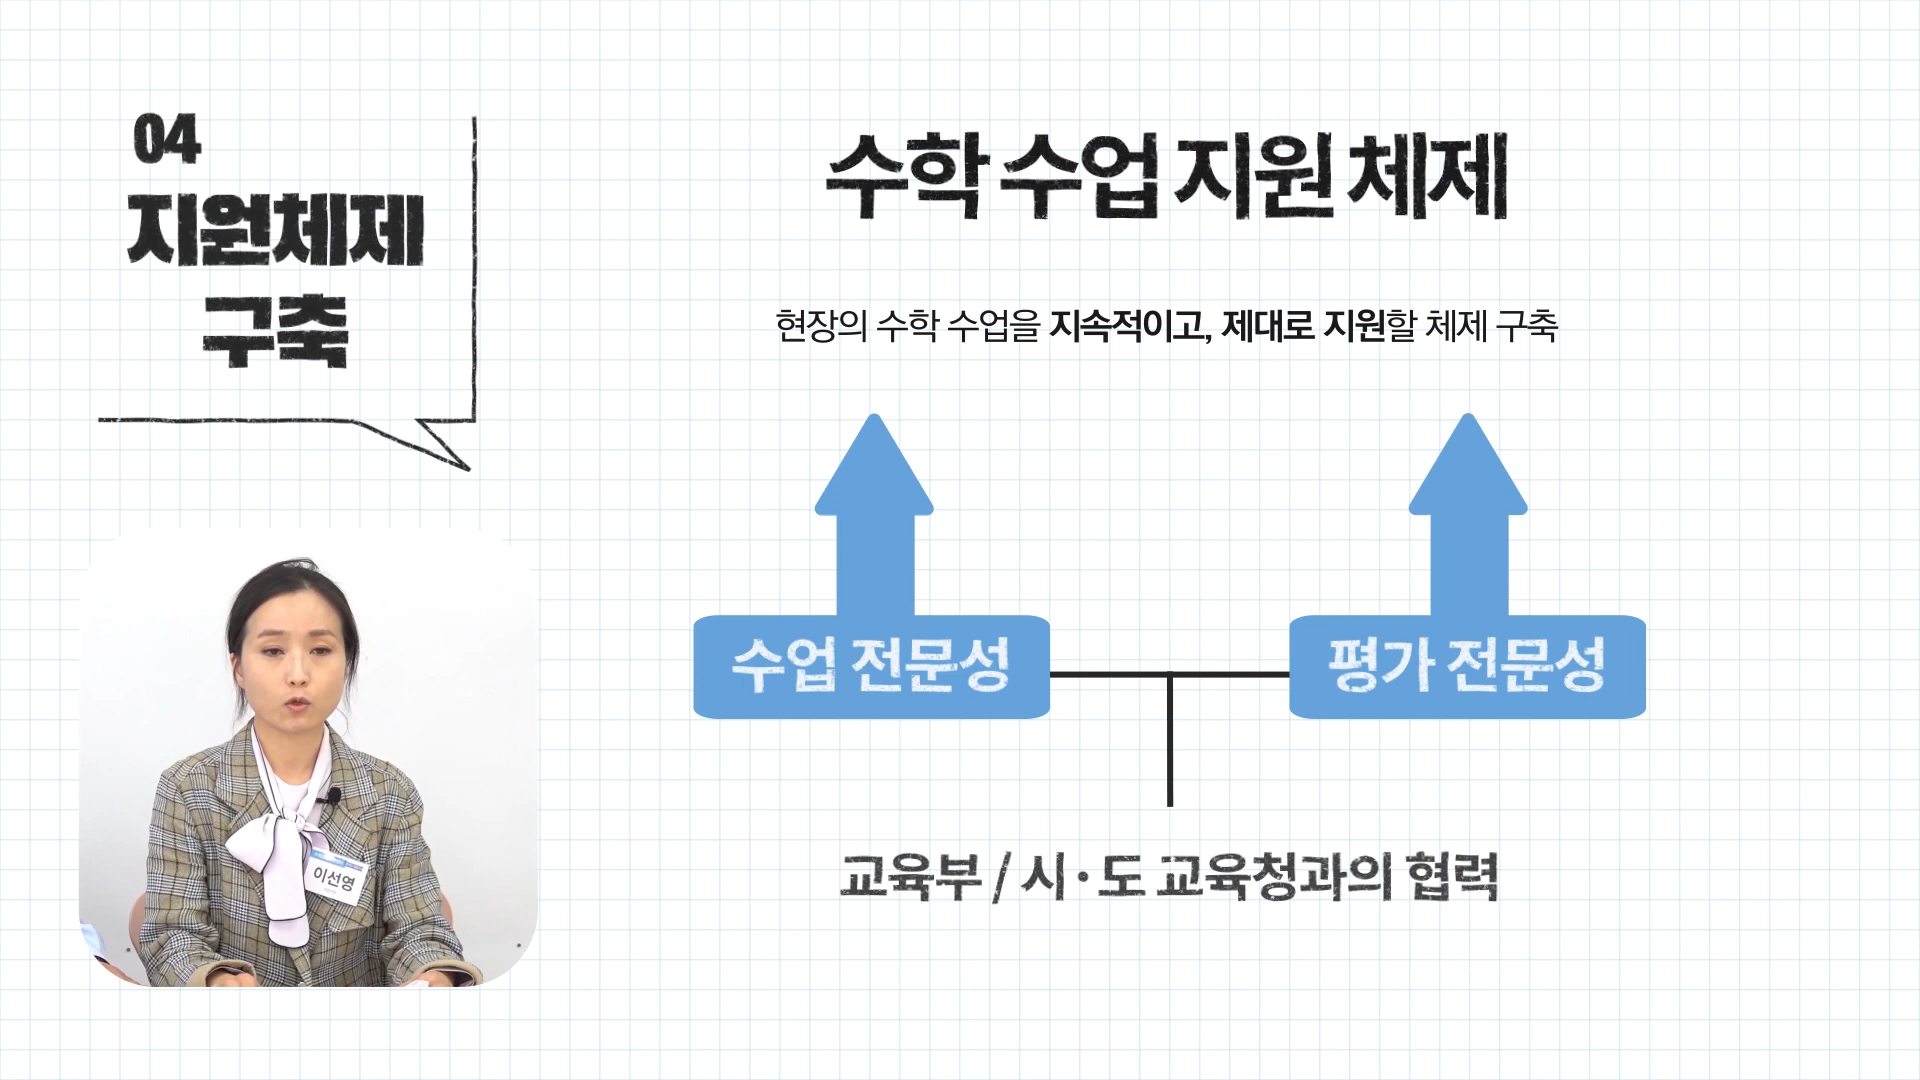 04
지원체제
구축
수학 수업 지원 체제
현장의 수학 수업을 지속적이고, 제대로 지원할 체제 구축
수업 전문성
평가 전문성
교육부 / 시·도 교육청과의 협력
이선영